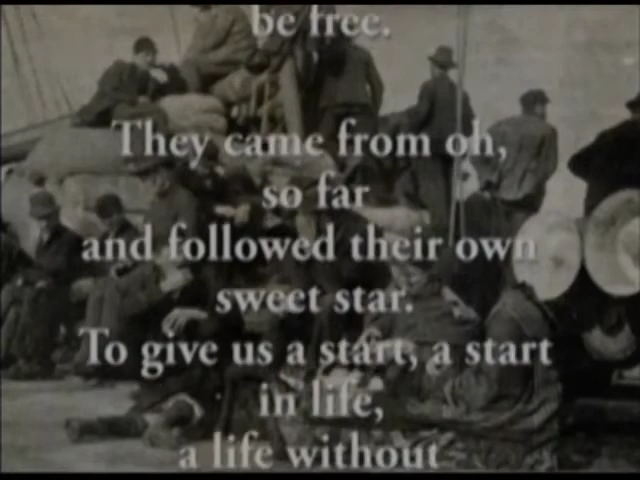 be free.
They came from oh,
so far
and followed their own
sweet star.
To give us a start, a start
in life,
a life without